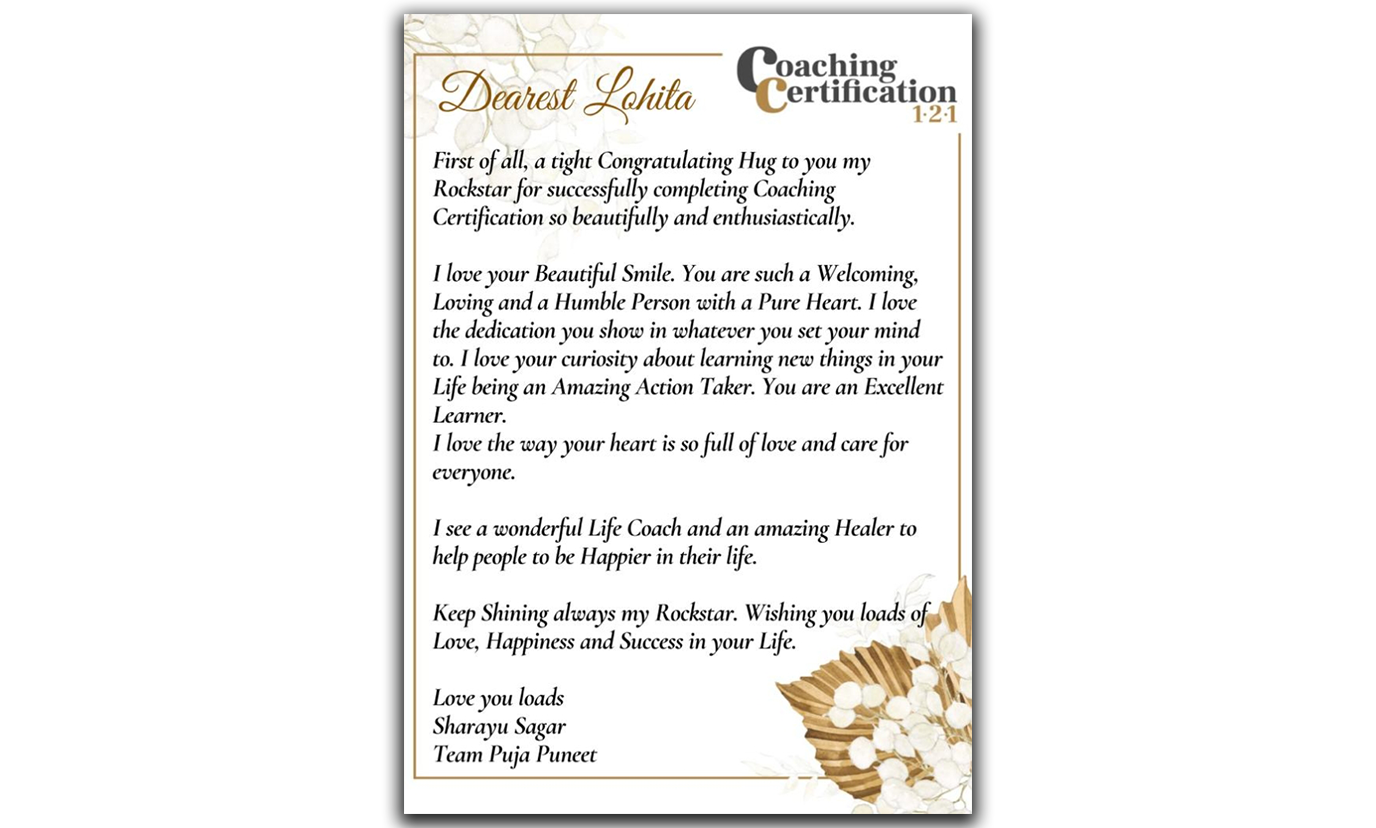 Dearest Lohita
Coaching
Certification
1·2·1
First of all, a tight Congratulating Hug to you my
Rockstar for successfully completing Coaching
Certification so beautifully and enthusiastically.
I love your Beautiful Smile. You are such a Welcoming,
Loving and a Humble Person with a Pure Heart. I love
the dedication you show in whatever you set your mind
to. I love your curiosity about learning new things in your
Life being an Amazing Action Taker. You are an Excellent
Learner.
I love the way your heart is so full of love and care for
everyone.
I see a wonderful Life Coach and an amazing Healer to
help people to be Happier in their life.
Keep Shining always my Rockstar. Wishing you loads of
Love, Happiness and Success in your Life.
Love you loads
Sharayu Sagar
Team Puja Puneet